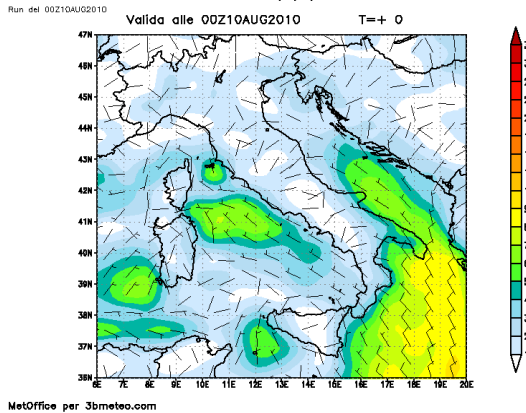 Run del 00Z10AUG2010
Valida alle 00Z10AUG2010 T=+ 0
47N
46N
45N
44N
43N
42N
41N
40N
39N
38N
37N
36N
35N
6E 7E 8E 9E 10E 11E 12E 13E 14E 15E 16E 17E 18E 19E 20E
MetOffice per 3bmeteo.com